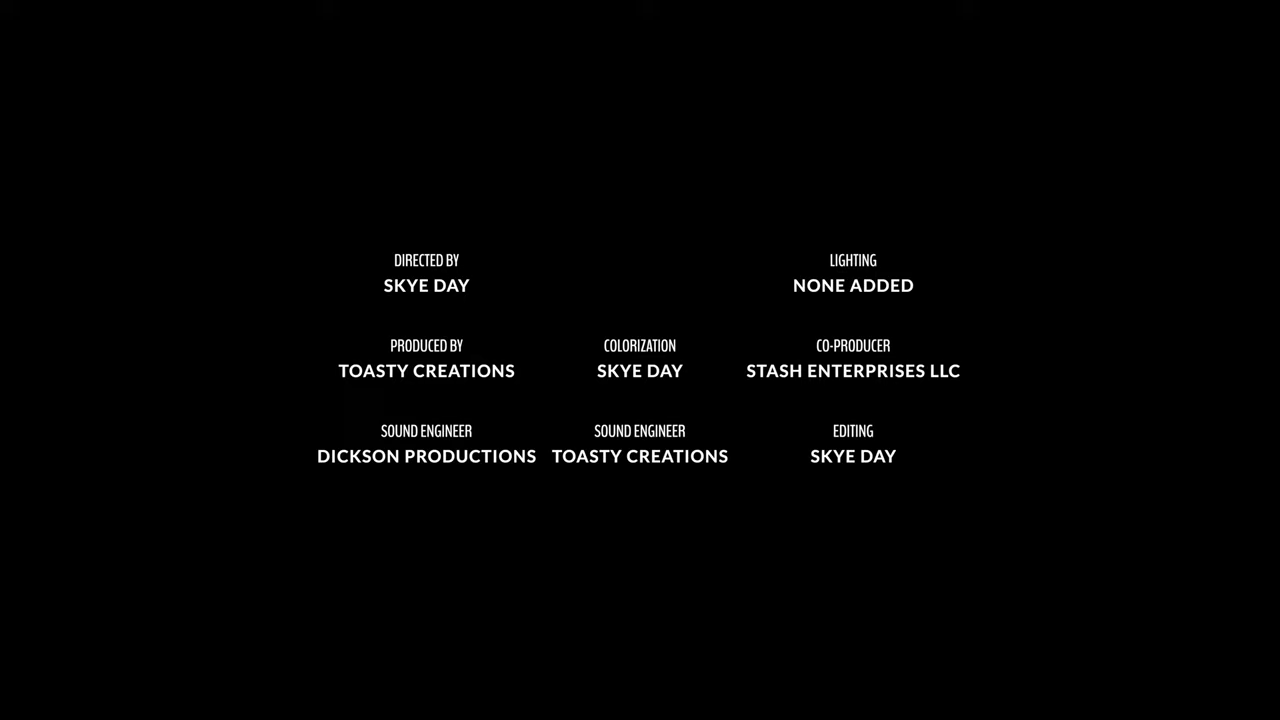 DIRECTED BY
SKYE DAY
LIGHTING
NONE ADDED
PRODUCED BY
TOASTY CREATIONS
COLORIZATION
SKYE DAY
CO-PRODUCER
STASH ENTERPRISES LLC
SOUND ENGINEER
DICKSON PRODUCTIONS
SOUND ENGINEER
TOASTY CREATIONS
EDITING
SKYE DAY